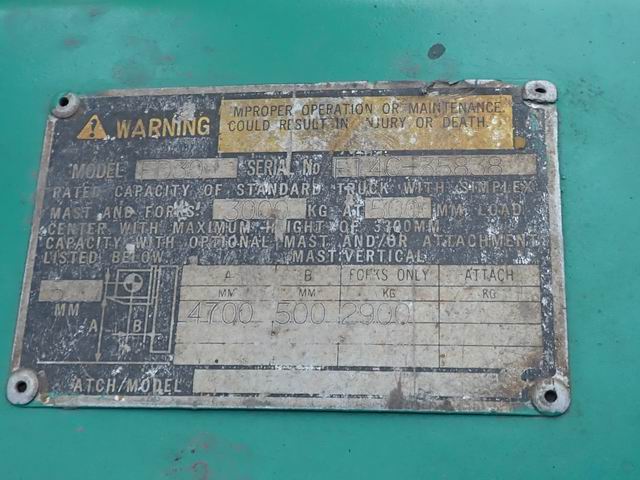 WARNING
MPROPER OPERATION OR MAINTENANCE
COULD RESULT IN INJURY OR DEATH.
MODEL FD30 SERIAL No
RATED CAPACITY OF STANDARD TRUCK WITH SIMPLEX
MAST AND FORKS 3000 KG AT 500 MM LOAD
CENTER WITH MAXIMUM HEIGHT OF 3300MM
CAPACITY WITH OPTIONAL MAST AND/OR ATTACHMENT
LISTED BELOW. MAST VERTICAL
A B FORKS ONLY ATTACH
MM MM KG KG
4700 500 2900
MM A B
ATCH/MODEL